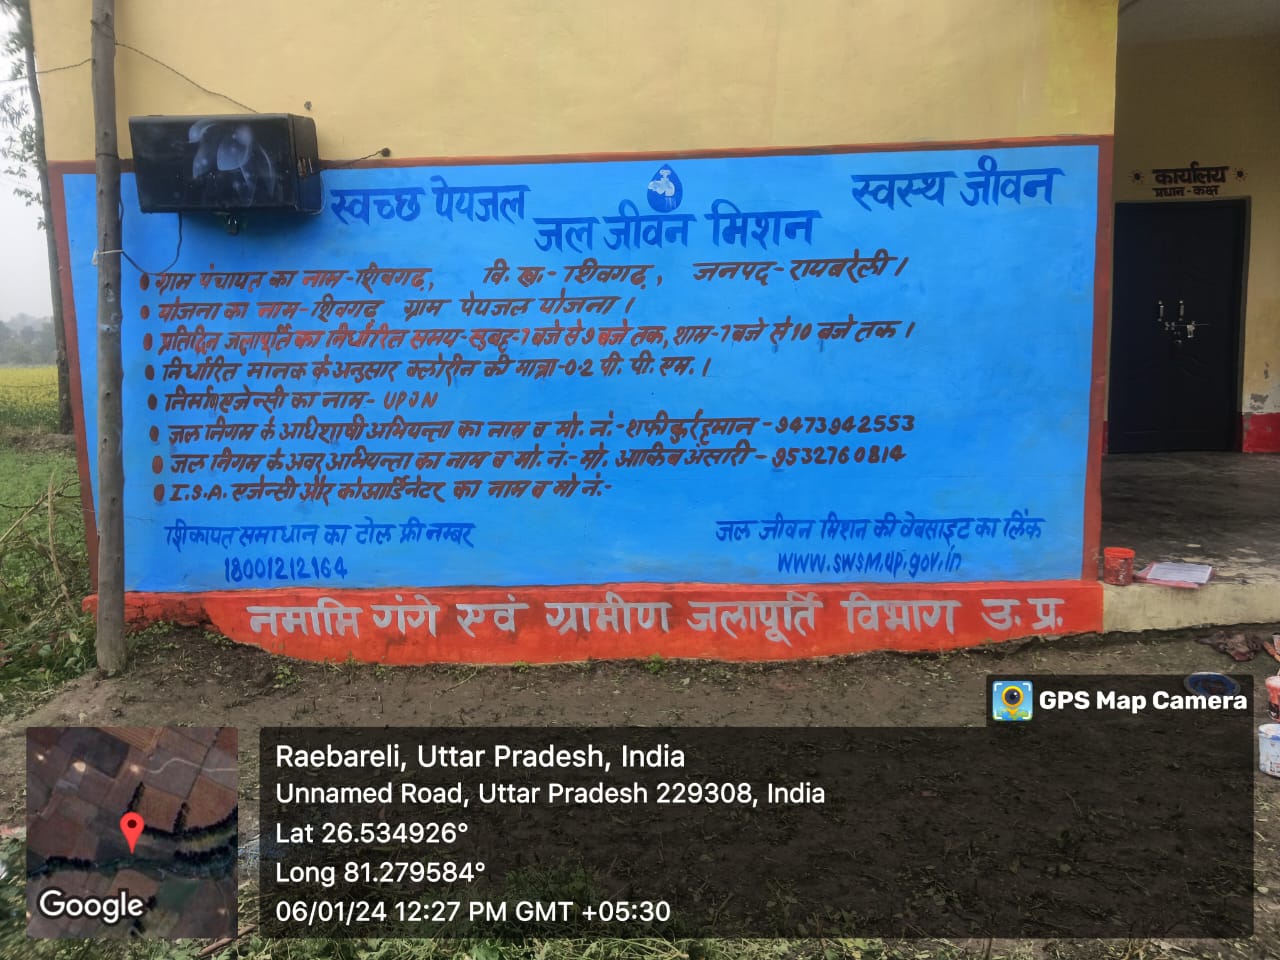 स्वच्छ पेयजल
स्वस्थ जीवन
जल जीवन मिशन
ग्राम पंचायत का नाम-शिवगढ़, वि. ख.- शिवगढ़, जनपद-रायबरेली।
योजना का नाम-शिवगढ़ ग्राम पेयजल योजना।
प्रतिदिन जलापूर्ति का निर्धारित समय-सुबह-7 बजे से 9 बजे तक, शाम-7 बजे से 10 बजे तक।
निर्धारित मानक के अनुसार क्लोरीन की मात्रा-0.2 पी. पी. एम.।
निर्माण एजेन्सी का नाम- UPJN
जल निगम के अधिशाषी अभियन्ता का नाम व मो. नं.-शफीकुर्रहमान-9473942553
जल निगम के अवर अभियन्ता का नाम व मो. नं.- मो. आकिब अंसारी-9532760814
I.S.A. एजेन्सी और कोआर्डिनेटर का नाम व मो नं.-
शिकायत समाधान का टोल फ्री नम्बर
18001212164
जल जीवन मिशन की वेबसाइट का लिंक
www.swsm.up.gov.in
नमामि गंगे एवं ग्रामीण जलापूर्ति विभाग उ. प्र.
कार्यालय
प्रधान-कक्ष
GPS Map Camera
Raebareli, Uttar Pradesh, India
Unnamed Road, Uttar Pradesh 229308, India
Lat 26.534926°
Long 81.279584°
06/01/24 12:27 PM GMT +05:30
Google